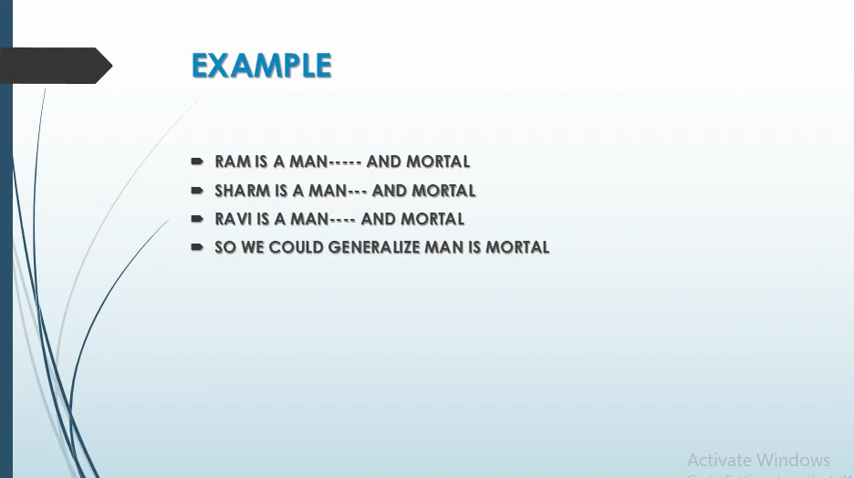 EXAMPLE
RAM IS A MAN----- AND MORTAL
SHARM IS A MAN--- AND MORTAL
RAVI IS A MAN---- AND MORTAL
SO WE COULD GENERALIZE MAN IS MORTAL
Activate Windows